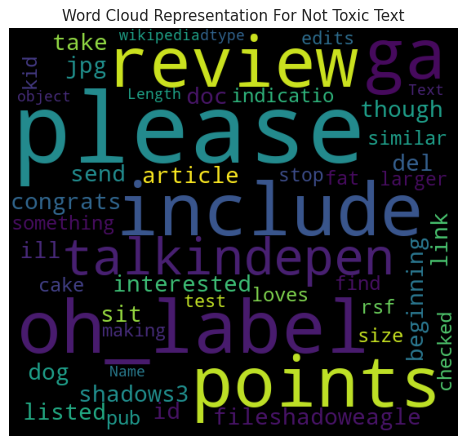 Word Cloud Representation For Not Toxic Text
take wikipedia dtype edits
kid jpg review ga
object Length doc indicatio Text
please though
similar
send article stop fat del larger
congrats include
something
ill talkindepen link
cake interested loves find beginning
oh_label sit test rsf
making size checked
dog Name points
shadows3
listed pub id fileshadoweagle